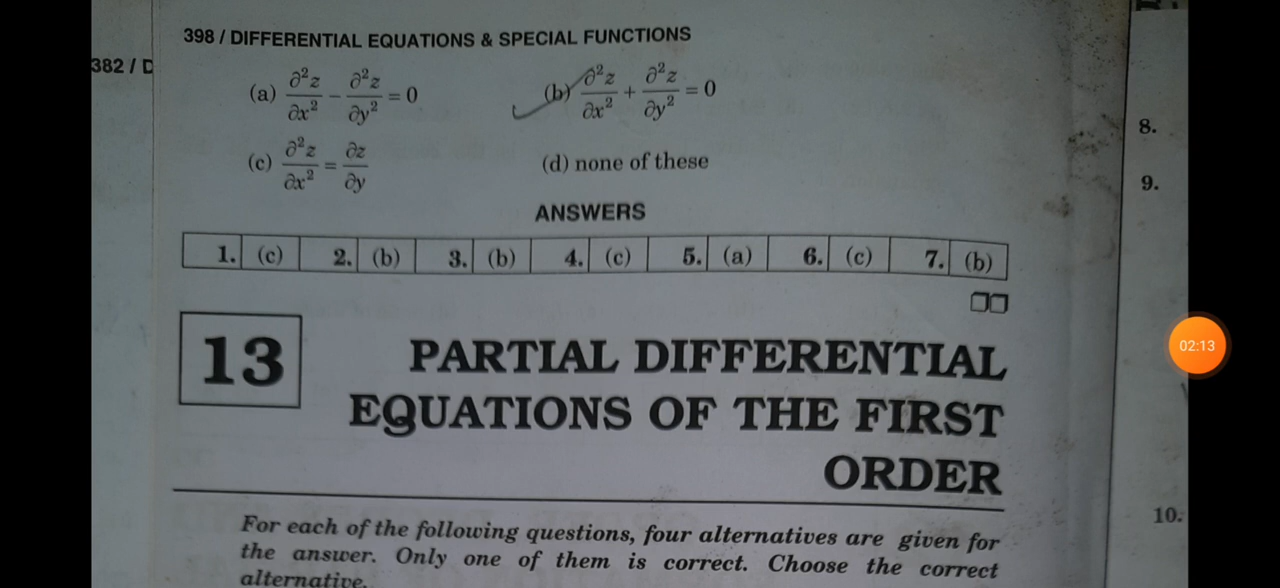 398 / DIFFERENTIAL EQUATIONS & SPECIAL FUNCTIONS
382 / D
(a) ∂²z/∂x² − ∂²z/∂y² = 0 (b) ∂²z/∂x² + ∂²z/∂y² = 0
(c) ∂²z/∂x² = ∂z/∂y (d) none of these
ANSWERS
1. (c) 2. (b) 3. (b) 4. (c) 5. (a) 6. (c) 7. (b)
13
PARTIAL DIFFERENTIAL
EQUATIONS OF THE FIRST
ORDER
For each of the following questions, four alternatives are given for
the answer. Only one of them is correct. Choose the correct
alternative.
8.
9.
10.
02:13